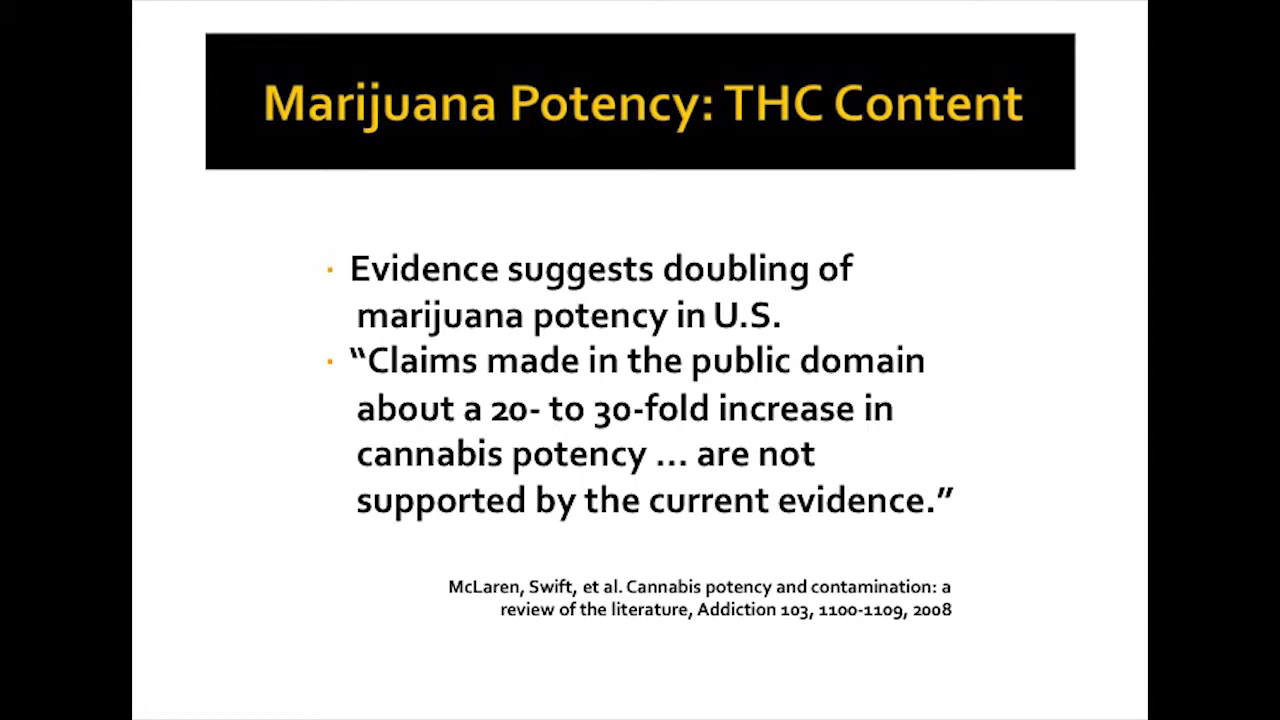 Marijuana Potency: THC Content
▪ Evidence suggests doubling of
marijuana potency in U.S.
▪ “Claims made in the public domain
about a 20- to 30-fold increase in
cannabis potency ... are not
supported by the current evidence.”
McLaren, Swift, et al. Cannabis potency and contamination: a
review of the literature, Addiction 103, 1100-1109, 2008